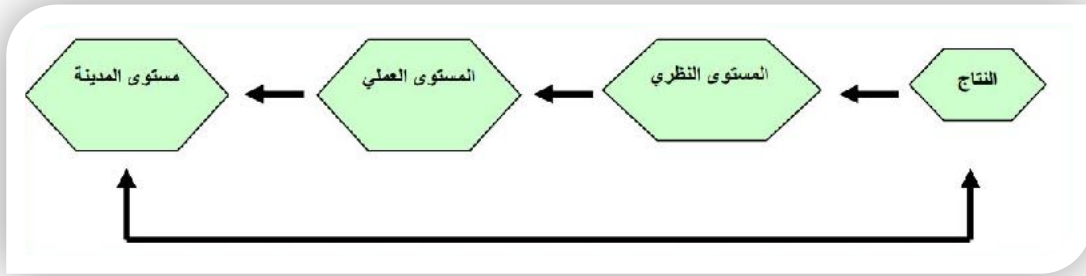 النتاج
المستوى النظري
المستوى العملي
مستوى المدينة